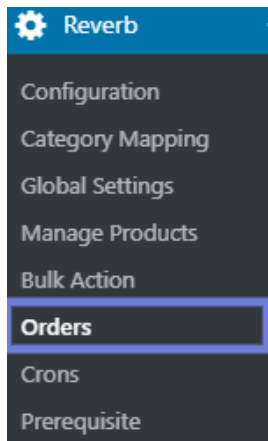 Reverb
Configuration
Category Mapping
Global Settings
Manage Products
Bulk Action
Orders
Crons
Prerequisite